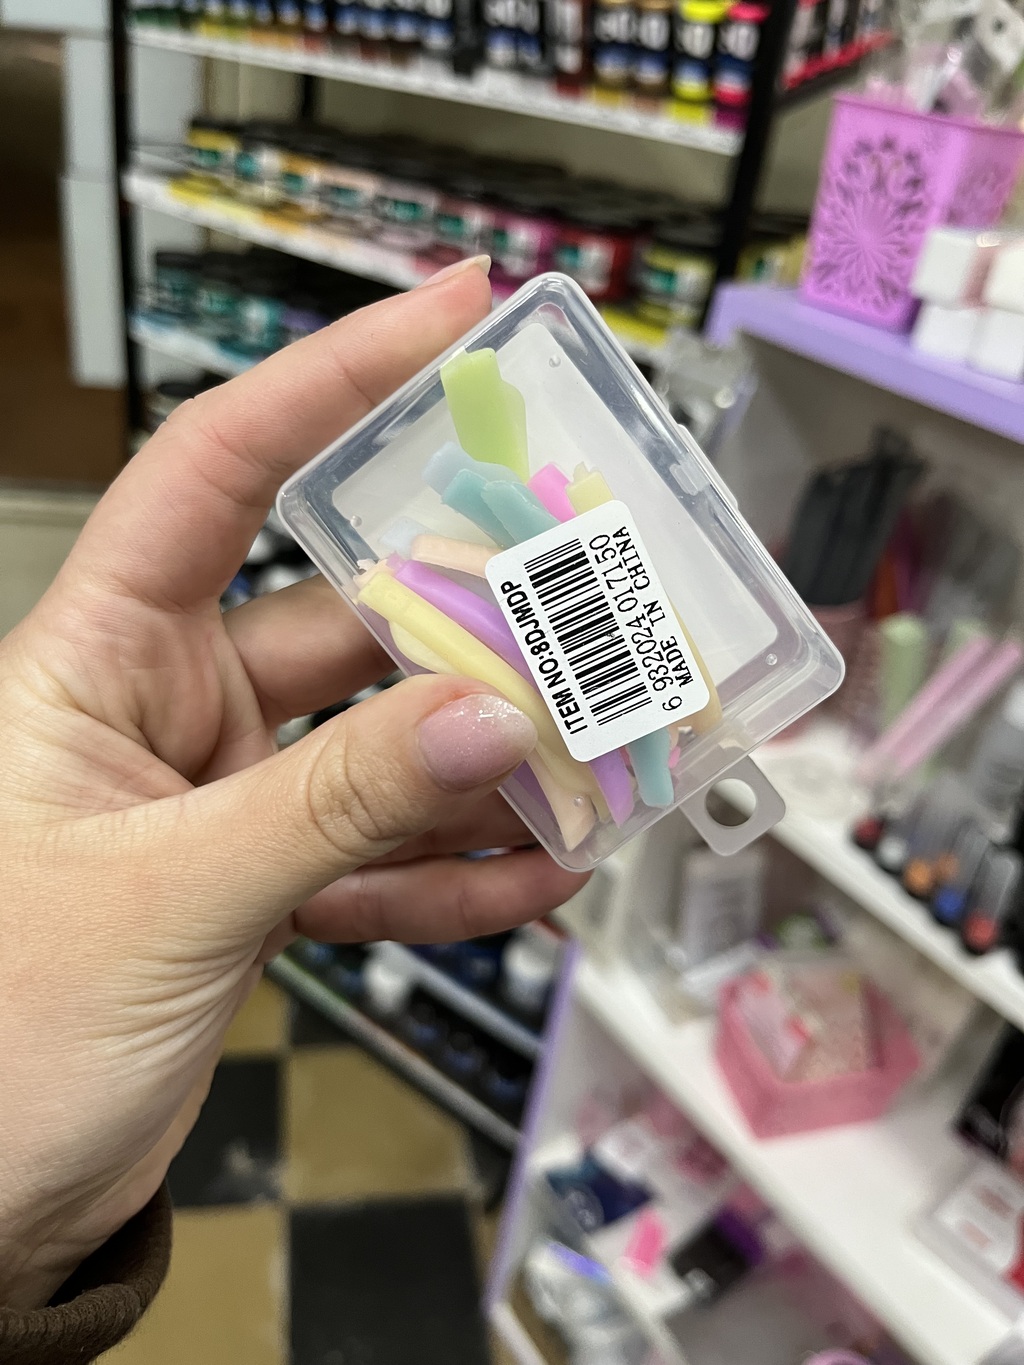 ITEM NO:8DJMDP
6 932024 017150
MADE IN CHINA